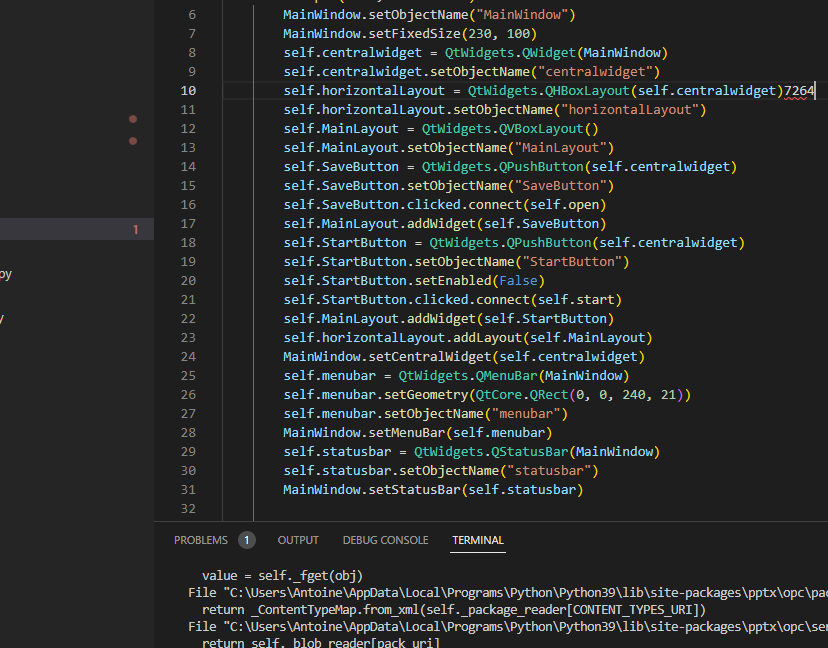 6 MainWindow.setObjectName("MainWindow")
7 MainWindow.setFixedSize(230, 100)
8 self.centralwidget = QtWidgets.QWidget(MainWindow)
9 self.centralwidget.setObjectName("centralwidget")
10 self.horizontalLayout = QtWidgets.QHBoxLayout(self.centralwidget)7264
11 self.horizontalLayout.setObjectName("horizontalLayout")
12 self.MainLayout = QtWidgets.QVBoxLayout()
13 self.MainLayout.setObjectName("MainLayout")
14 self.SaveButton = QtWidgets.QPushButton(self.centralwidget)
15 self.SaveButton.setObjectName("SaveButton")
16 self.SaveButton.clicked.connect(self.open)
1 17 self.MainLayout.addWidget(self.SaveButton)
18 self.StartButton = QtWidgets.QPushButton(self.centralwidget)
19 self.StartButton.setObjectName("StartButton")
py 20 self.StartButton.setEnabled(False)
21 self.StartButton.clicked.connect(self.start)
y 22 self.MainLayout.addWidget(self.StartButton)
23 self.horizontalLayout.addLayout(self.MainLayout)
24 MainWindow.setCentralWidget(self.centralwidget)
25 self.menubar = QtWidgets.QMenuBar(MainWindow)
26 self.menubar.setGeometry(QtCore.QRect(0, 0, 240, 21))
27 self.menubar.setObjectName("menubar")
28 MainWindow.setMenuBar(self.menubar)
29 self.statusbar = QtWidgets.QStatusBar(MainWindow)
30 self.statusbar.setObjectName("statusbar")
31 MainWindow.setStatusBar(self.statusbar)
32
PROBLEMS 1 OUTPUT DEBUG CONSOLE TERMINAL
value = self._fget(obj)
File "C:\Users\Antoine\AppData\Local\Programs\Python\Python39\lib\site-packages\pptx\opc\pac
return _ContentTypeMap.from_xml(self._package_reader[CONTENT_TYPES_URI])
File "C:\Users\Antoine\AppData\Local\Programs\Python\Python39\lib\site-packages\pptx\opc\ser
return self._blob_reader[pack_uri]